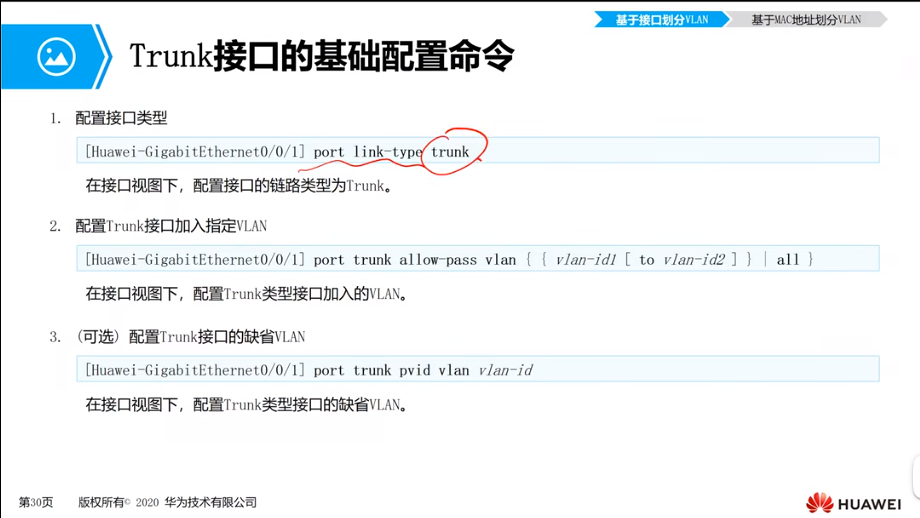 基于接口划分VLAN
基于MAC地址划分VLAN
Trunk接口的基础配置命令
1. 配置接口类型
[Huawei-GigabitEthernet0/0/1] port link-type trunk
在接口视图下，配置接口的链路类型为Trunk。
2. 配置Trunk接口加入指定VLAN
[Huawei-GigabitEthernet0/0/1] port trunk allow-pass vlan { { vlan-id1 [ to vlan-id2 ] } | all }
在接口视图下，配置Trunk类型接口加入的VLAN。
3. （可选）配置Trunk接口的缺省VLAN
[Huawei-GigabitEthernet0/0/1] port trunk pvid vlan vlan-id
在接口视图下，配置Trunk类型接口的缺省VLAN。
第30页 版权所有© 2020 华为技术有限公司
HUAWEI